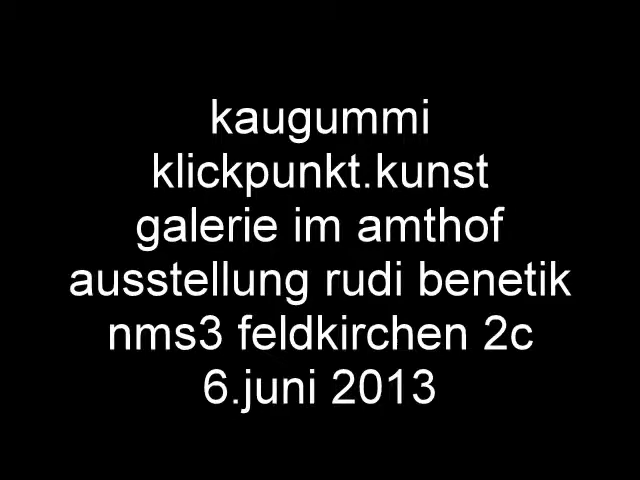 kaugummi
klickpunkt.kunst
galerie im amthof
ausstellung rudi benetik
nms3 feldkirchen 2c
6.juni 2013